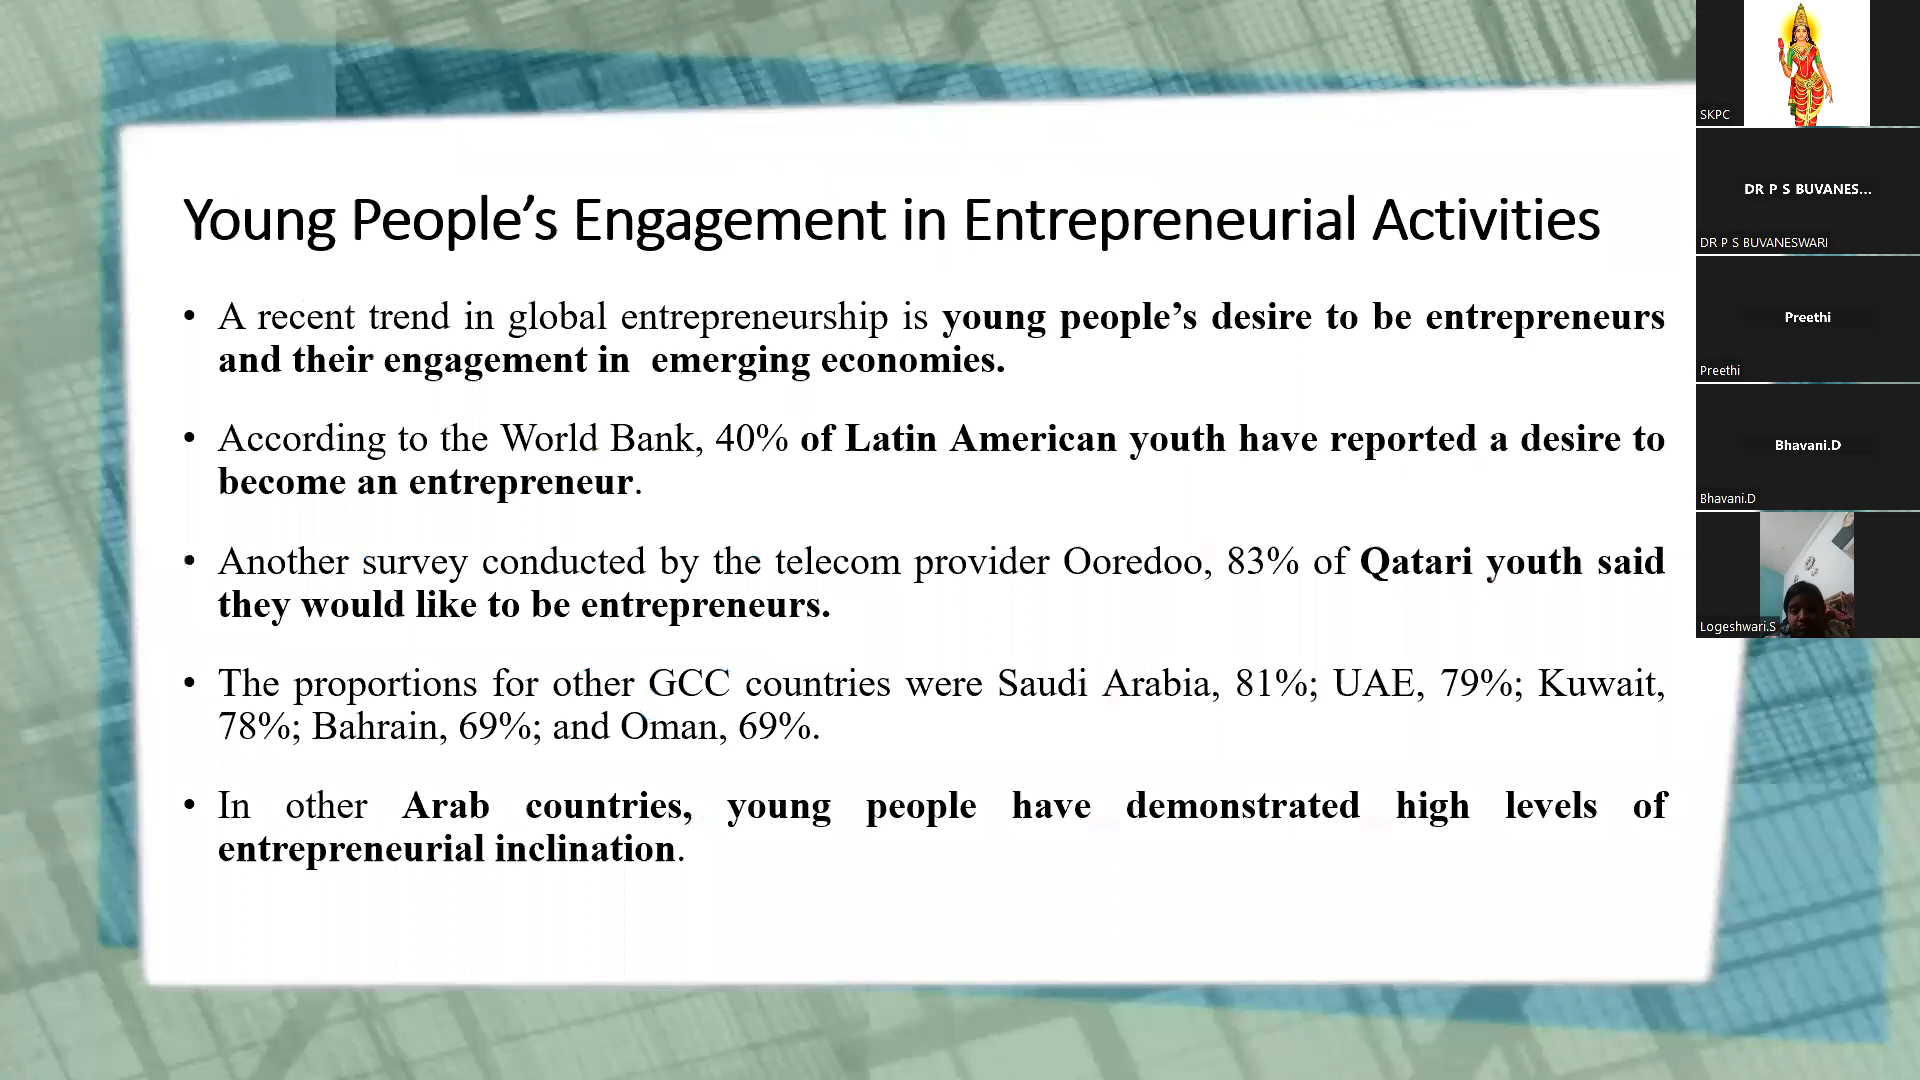 Young People’s Engagement in Entrepreneurial Activities
• A recent trend in global entrepreneurship is young people’s desire to be entrepreneurs
and their engagement in emerging economies.
• According to the World Bank, 40% of Latin American youth have reported a desire to
become an entrepreneur.
• Another survey conducted by the telecom provider Ooredoo, 83% of Qatari youth said
they would like to be entrepreneurs.
• The proportions for other GCC countries were Saudi Arabia, 81%; UAE, 79%; Kuwait,
78%; Bahrain, 69%; and Oman, 69%.
• In other Arab countries, young people have demonstrated high levels of
entrepreneurial inclination.
SKPC
DR P S BUVANES...
DR P S BUVANESWARI
Preethi
Preethi
Bhavani.D
Bhavani.D
Logeshwari.S